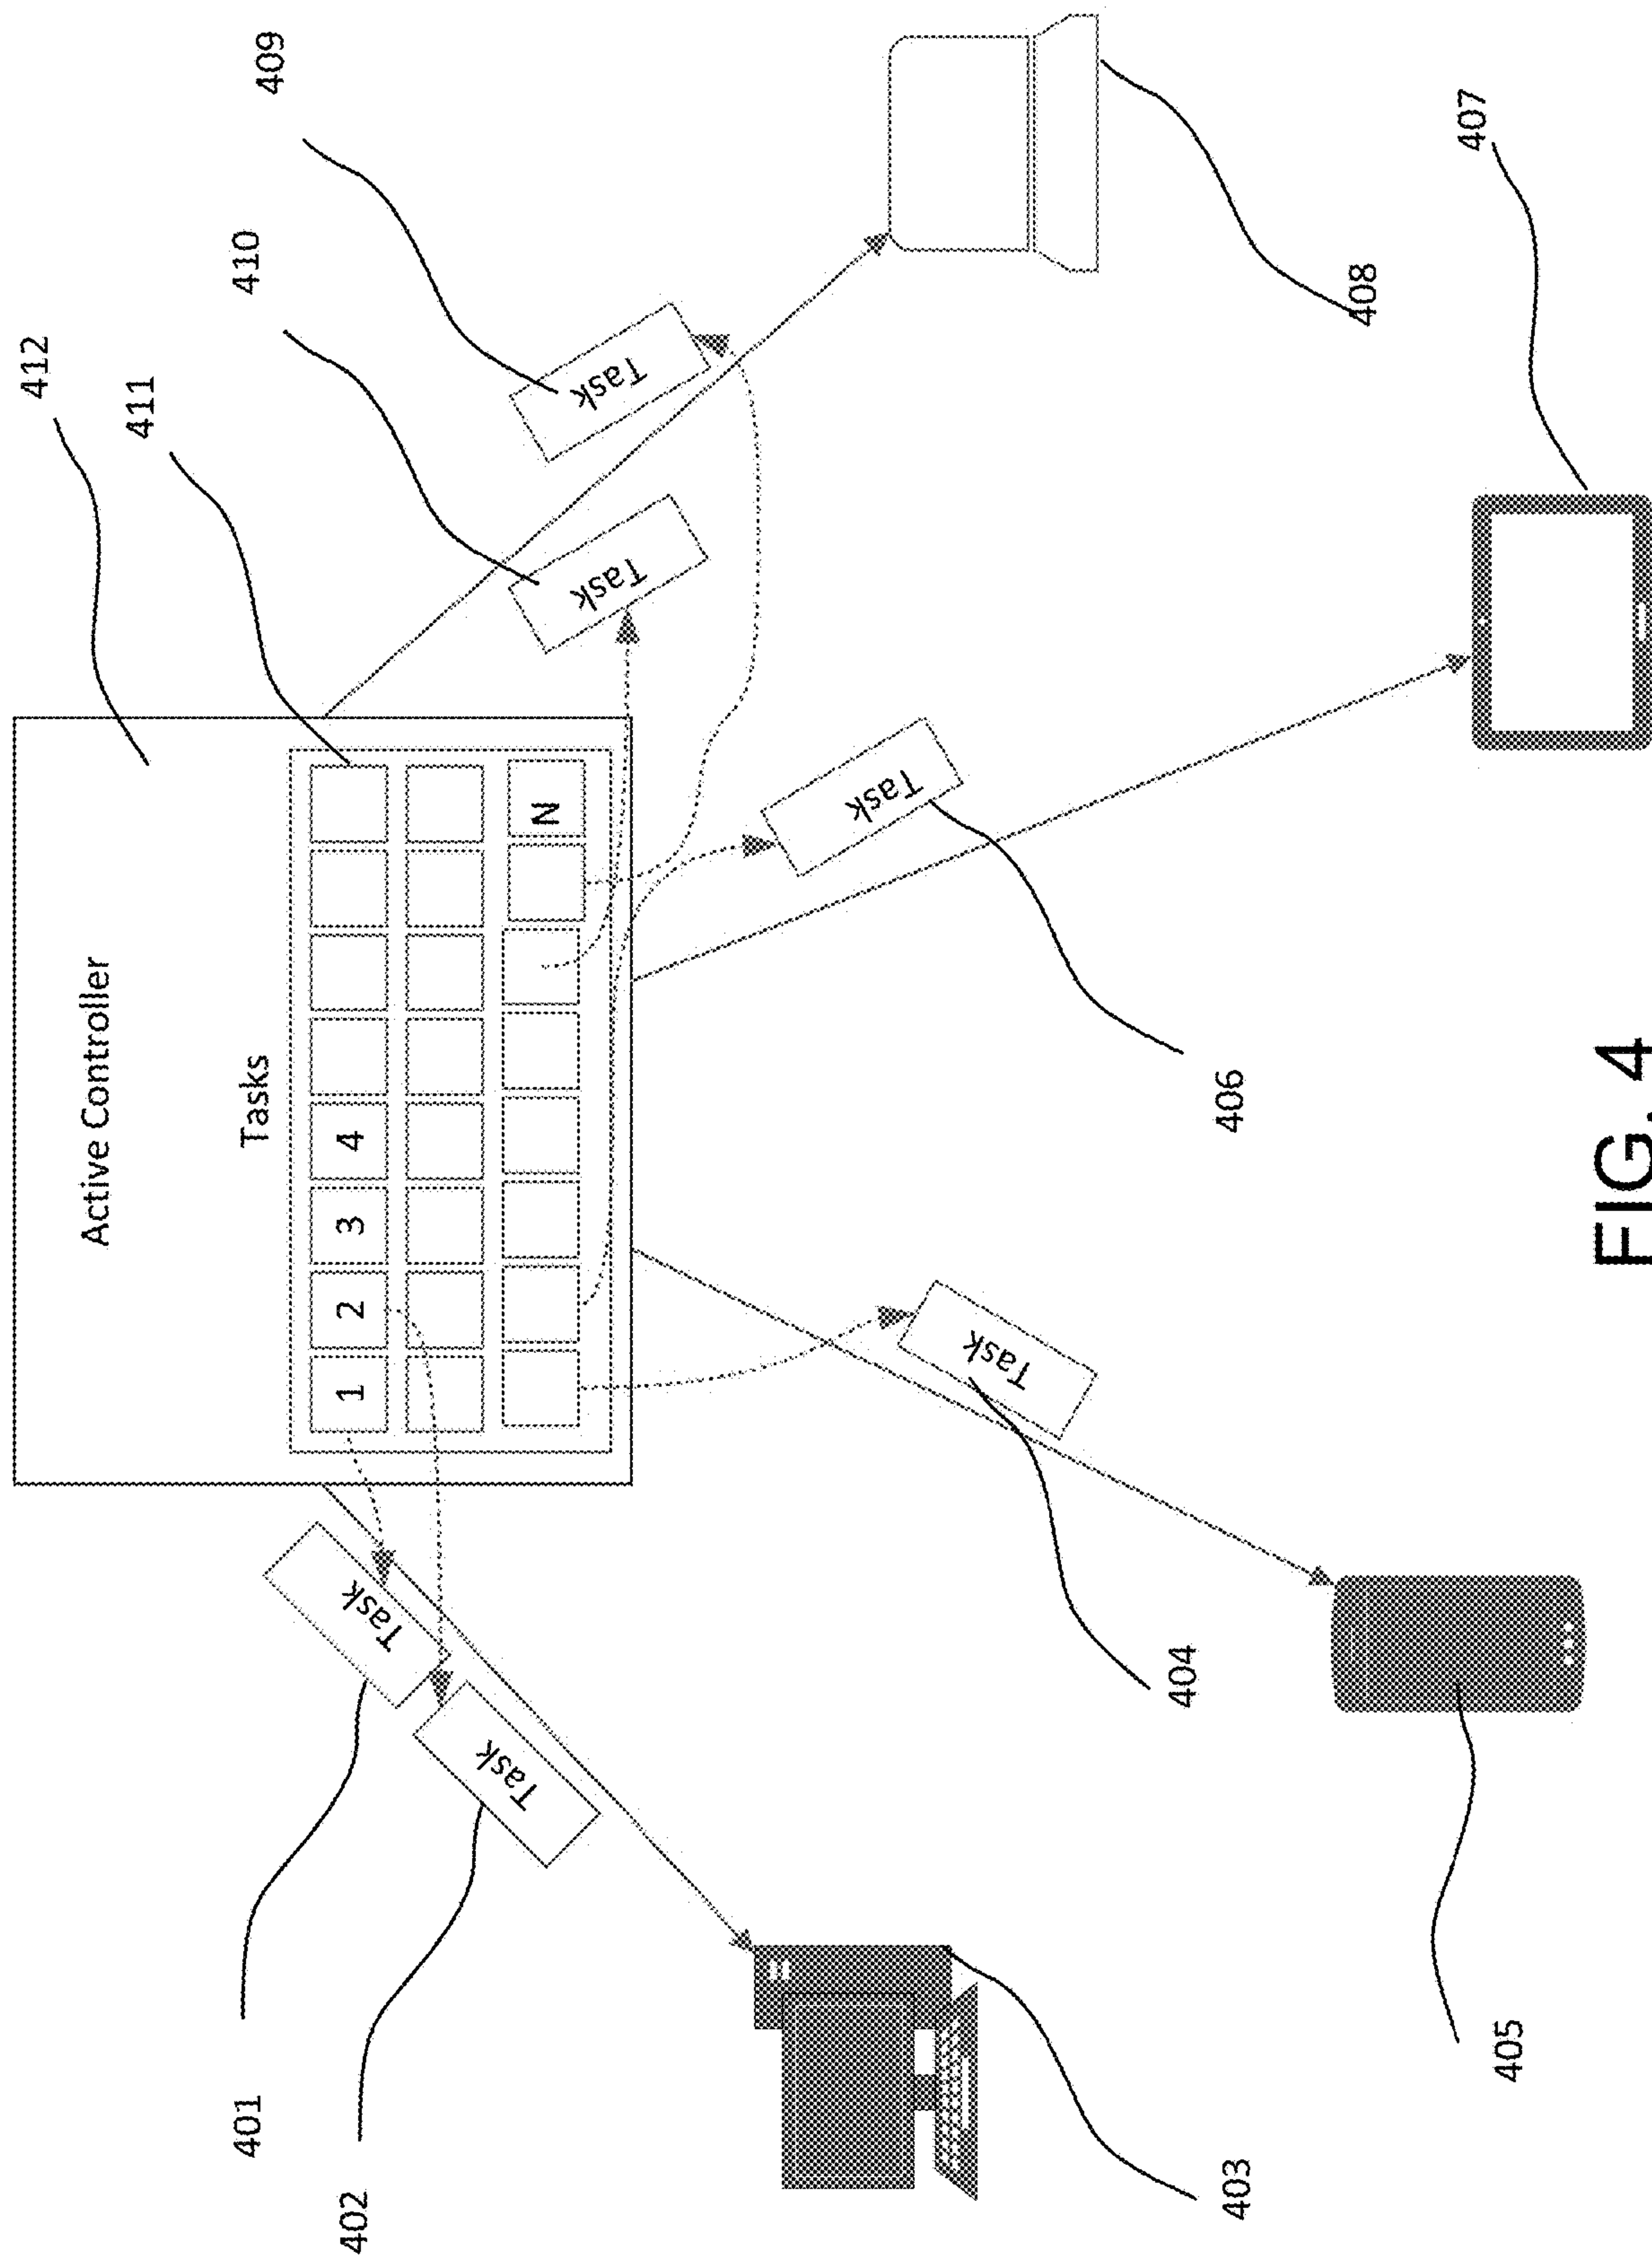 412
Active Controller
411
Tasks
1 2 3 4
N
401
Task
402
Task
403
404
Task
405
406
Task
407
408
409
Task
410
Task
FIG. 4